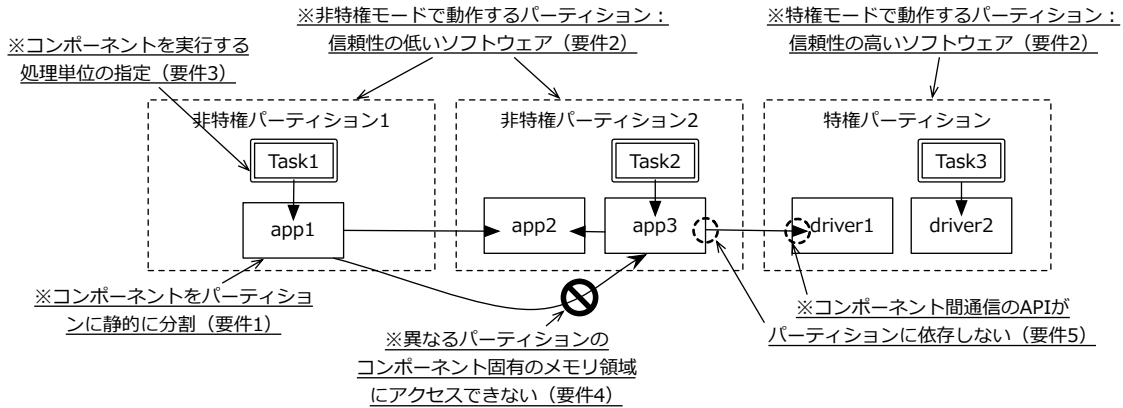 ※非特権モードで動作するパーティション：
信頼性の低いソフトウェア（要件2）
※特権モードで動作するパーティション：
信頼性の高いソフトウェア（要件2）
※コンポーネントを実行する
処理単位の指定（要件3）
非特権パーティション1
非特権パーティション2
特権パーティション
Task1
Task2
Task3
app1
app2
app3
driver1
driver2
※コンポーネントをパーティショ
ンに静的に分割（要件1）
※異なるパーティションの
コンポーネント固有のメモリ領域
にアクセスできない（要件4）
※コンポーネント間通信のAPIが
パーティションに依存しない（要件5）